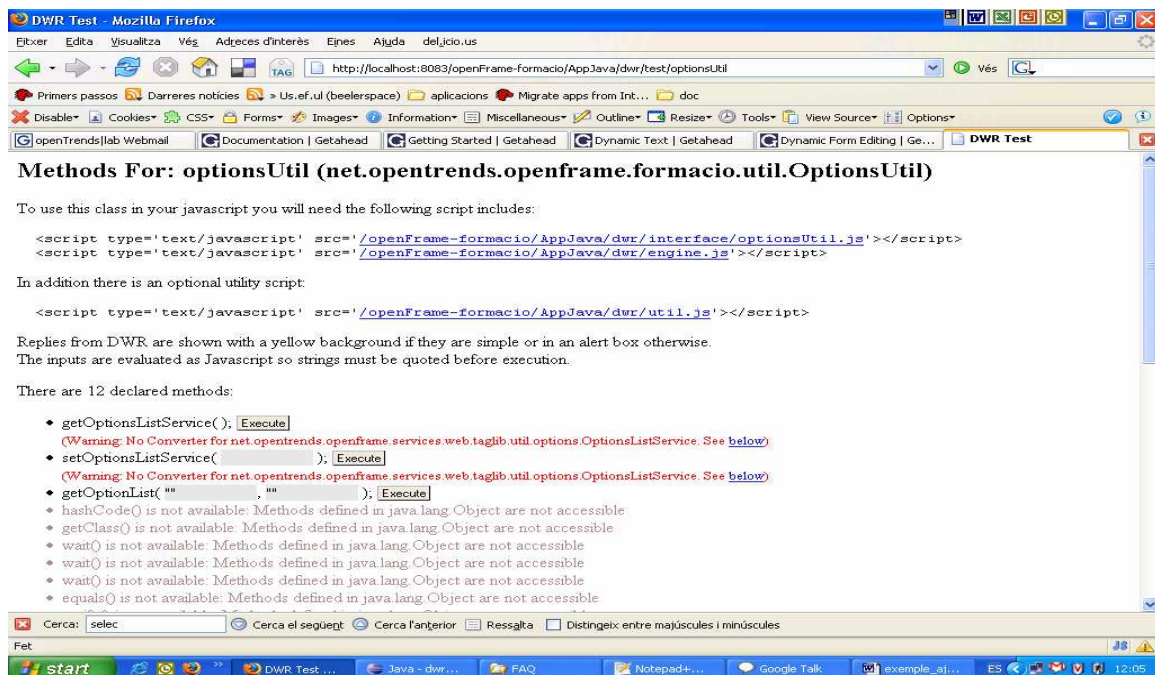 DWR Test - Mozilla Firefox
Fitxer Edita Visualitza Vés Adreces d'interès Eines Ajuda del.icio.us
TAG http://localhost:8083/openFrame-formacio/AppJava/dwr/test/optionsUtil Vés
Primers passos Darreres notícies » Us.ef.ul (beelerspace) aplicacions Migrate apps from Int... doc
Disable Cookies CSS Forms Images Information Miscellaneous Outline Resize Tools View Source Options
openTrends|lab Webmail Documentation | Getahead Getting Started | Getahead Dynamic Text | Getahead Dynamic Form Editing | Ge... DWR Test
Methods For: optionsUtil (net.opentrends.openframe.formacio.util.OptionsUtil)
To use this class in your javascript you will need the following script includes:
<script type='text/javascript' src='/openFrame-formacio/AppJava/dwr/interface/optionsUtil.js'></script>
<script type='text/javascript' src='/openFrame-formacio/AppJava/dwr/engine.js'></script>
In addition there is an optional utility script:
<script type='text/javascript' src='/openFrame-formacio/AppJava/dwr/util.js'></script>
Replies from DWR are shown with a yellow background if they are simple or in an alert box otherwise.
The inputs are evaluated as Javascript so strings must be quoted before execution.
There are 12 declared methods:
getOptionsListService( ); Execute
(Warning: No Converter for net.opentrends.openframe.services.web.taglib.util.options.OptionsListService. See below)
setOptionsListService( ); Execute
(Warning: No Converter for net.opentrends.openframe.services.web.taglib.util.options.OptionsListService. See below)
getOptionList( "" , "" ); Execute
hashCode() is not available: Methods defined in java.lang.Object are not accessible
getClass() is not available: Methods defined in java.lang.Object are not accessible
wait() is not available: Methods defined in java.lang.Object are not accessible
wait() is not available: Methods defined in java.lang.Object are not accessible
wait() is not available: Methods defined in java.lang.Object are not accessible
equals() is not available: Methods defined in java.lang.Object are not accessible
Cerca: selec Cerca el següent Cerca l'anterior Ressalta Distingeix entre majúscules i minúscules
Fet
start DWR Test ... Java - dwr... FAQ Notepad+... Google Talk exemple_aj... ES 12:05